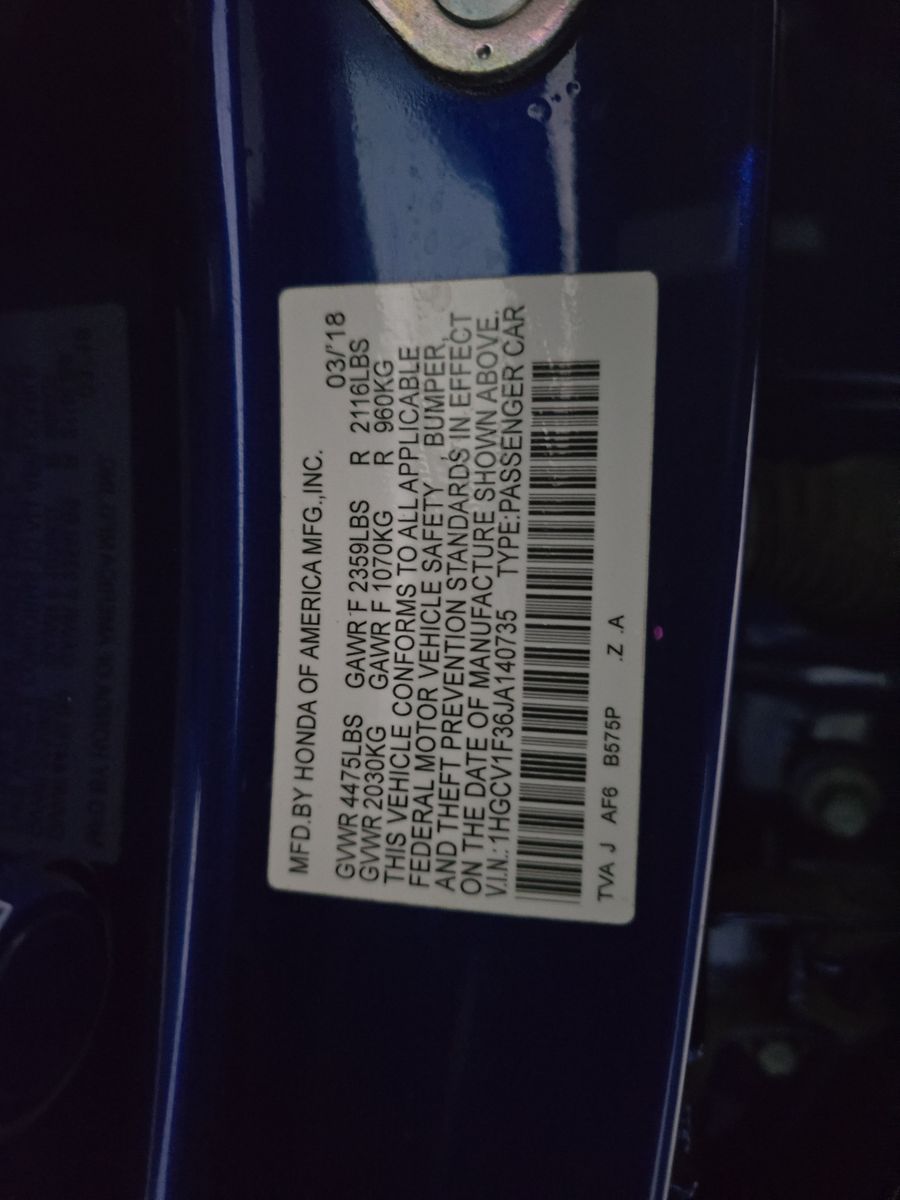 MFD.BY HONDA OF AMERICA MFG.,INC. 03/'18
GVWR 4475LBS GAWR F 2359LBS R 2116LBS
GVWR 2030KG GAWR F 1070KG R 960KG
THIS VEHICLE CONFORMS TO ALL APPLICABLE
FEDERAL MOTOR VEHICLE SAFETY , BUMPER,
AND THEFT PREVENTION STANDARDS IN EFFECT
ON THE DATE OF MANUFACTURE SHOWN ABOVE.
V.I.N.: 1HGCV1F36JA140735 TYPE:PASSENGER CAR
TVA J AF6 B575P .Z .A